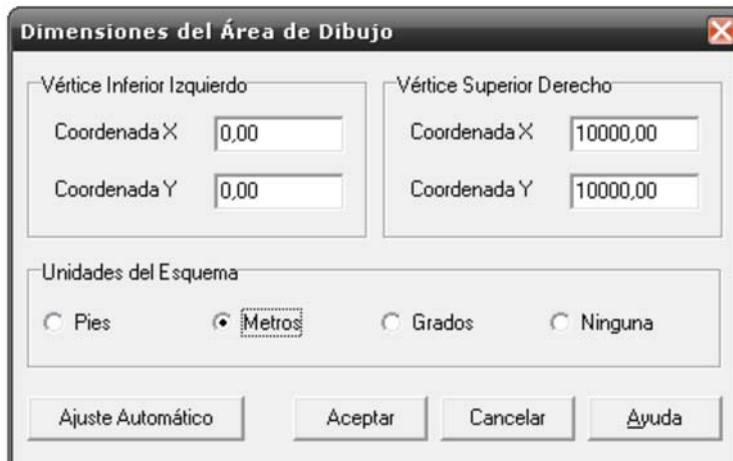 Dimensiones del Área de Dibujo
Vértice Inferior Izquierdo
Coordenada X 0,00
Coordenada Y 0,00
Vértice Superior Derecho
Coordenada X 10000,00
Coordenada Y 10000,00
Unidades del Esquema
Pies Metros Grados Ninguna
Ajuste Automático Aceptar Cancelar Ayuda